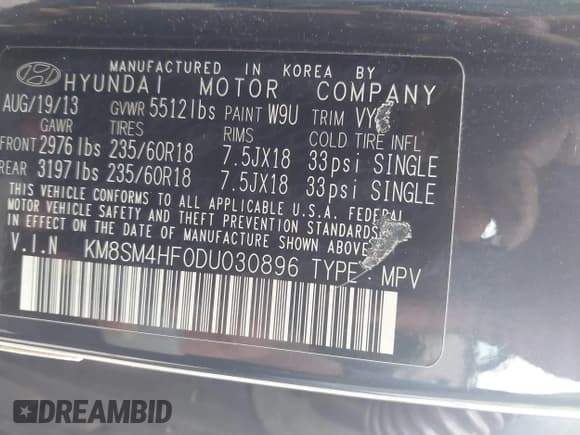 MANUFACTURED IN KOREA BY
HYUNDAI MOTOR COMPANY
AUG/19/13 GVWR 5512lbs PAINT W9U TRIM VY
GAWR TIRES RIMS COLD TIRE INFL
FRONT 2976lbs 235/60R18 7.5JX18 33psi SINGLE
REAR 3197lbs 235/60R18 7.5JX18 33psi SINGLE
THIS VEHICLE CONFORMS TO ALL APPLICABLE U.S.A. FEDERAL
MOTOR VEHICLE SAFETY AND THEFT PREVENTION STANDARDS
IN EFFECT ON THE DATE OF MANUFACTURE SHOWN ABOVE
V.I.N KM8SM4HF0DU030896 TYPE : MPV
DREAMBID